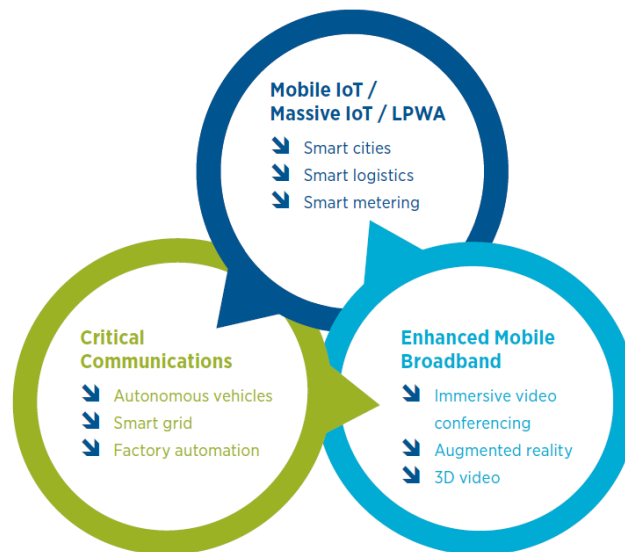 Mobile IoT /
Massive IoT / LPWA
Smart cities
Smart logistics
Smart metering
Critical
Communications
Autonomous vehicles
Smart grid
Factory automation
Enhanced Mobile
Broadband
Immersive video
conferencing
Augmented reality
3D video